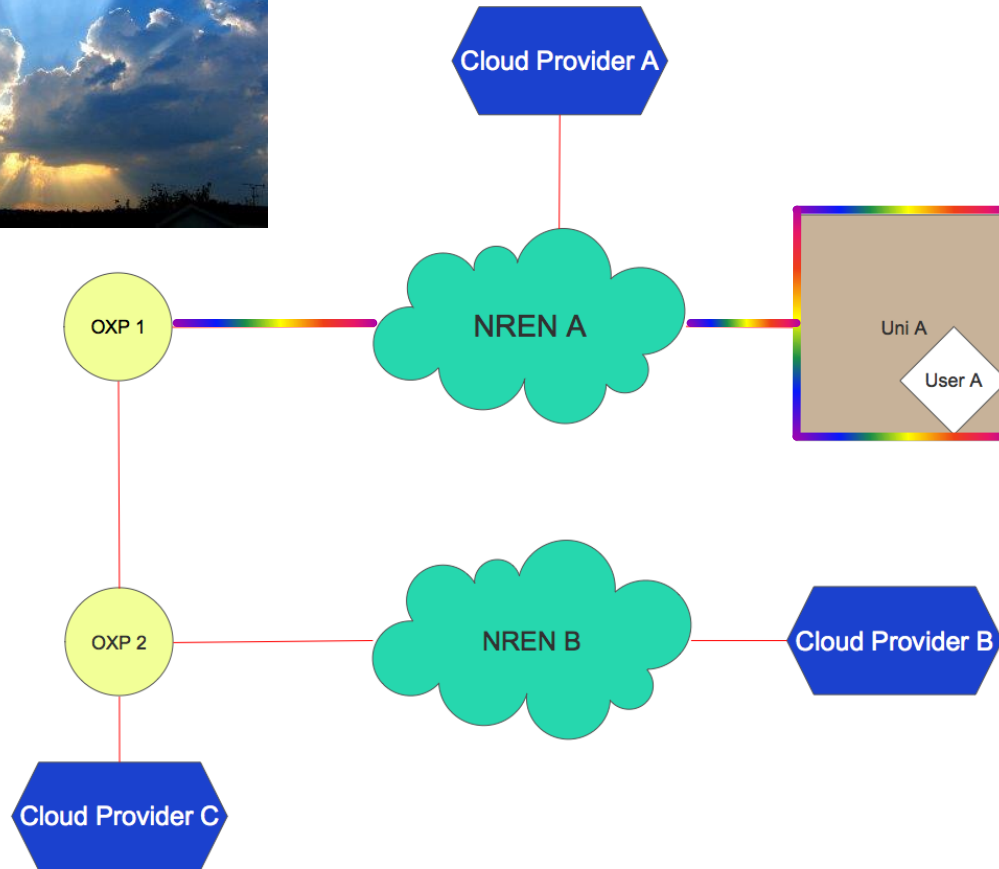 Cloud Provider A
OXP 1
NREN A
Uni A
User A
OXP 2
NREN B
Cloud Provider B
Cloud Provider C